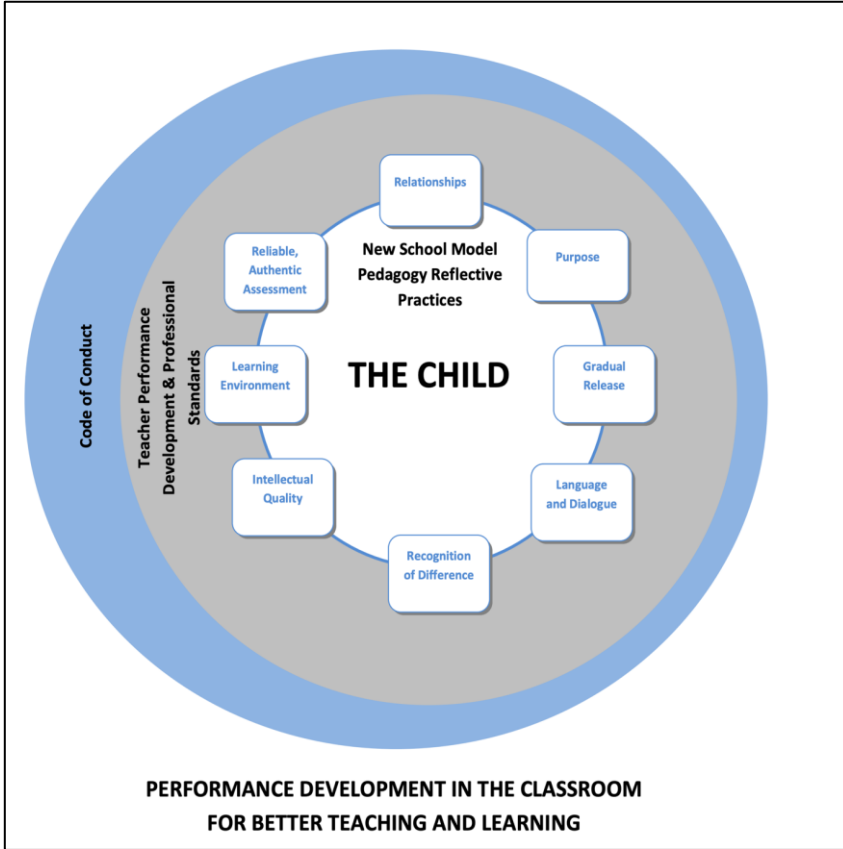 Relationships
Reliable,
Authentic
Assessment
New School Model
Pedagogy Reflective
Practices
Purpose
Code of Conduct
Teacher Performance
Development & Professional
Standards
Learning
Environment
THE CHILD
Gradual
Release
Intellectual
Quality
Language
and Dialogue
Recognition
of Difference
PERFORMANCE DEVELOPMENT IN THE CLASSROOM
FOR BETTER TEACHING AND LEARNING